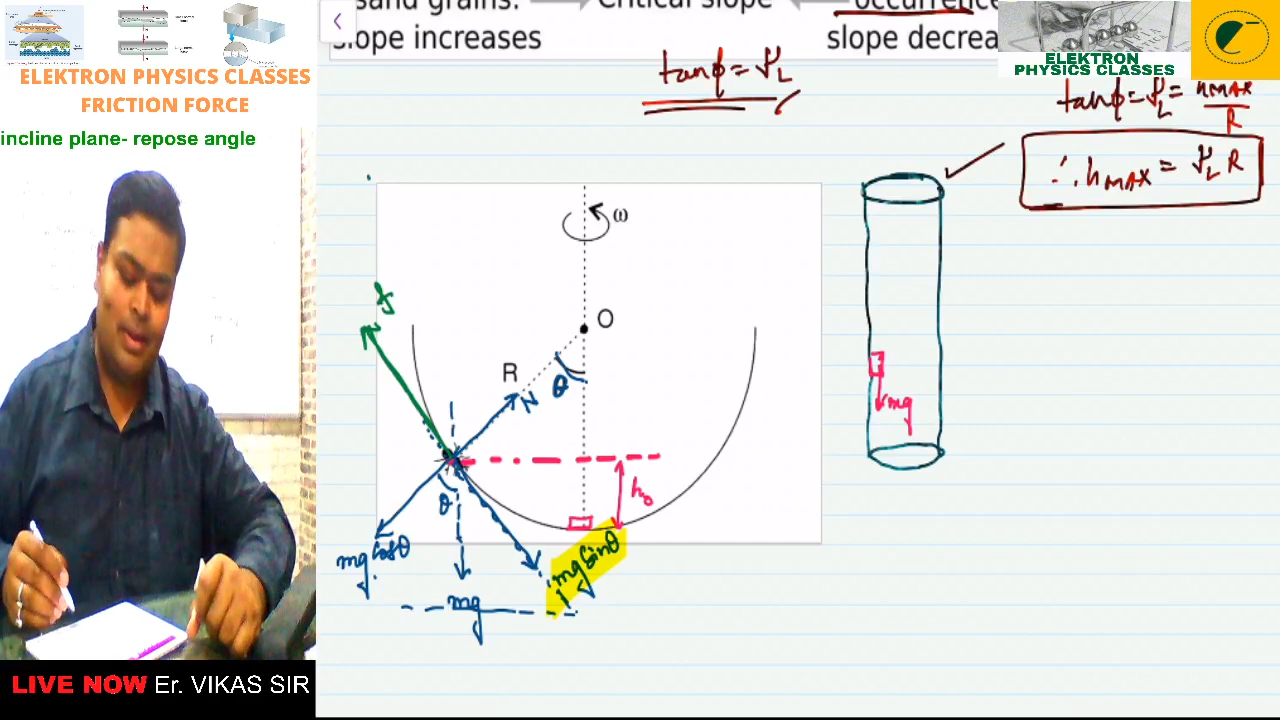 sand grains:
Critical slope
occurrence
slope increases
slope decrea
ELEKTRON
PHYSICS CLASSES
ELEKTRON PHYSICS CLASSES
FRICTION FORCE
incline plane- repose angle
tanϕ = μL
tanϕ = μL = hMAX/R
∴ hMAX = μL R
ω
O
R
N
θ
fs
θ
h0
mg cosθ
mg sinθ
mg
mg
LIVE NOW Er. VIKAS SIR